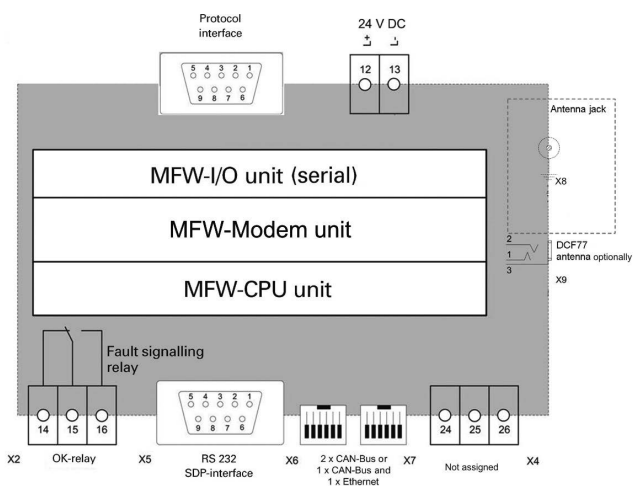 Protocol
interface
24 V DC
L+
L-
5 4 3 2 1
9 8 7 6
12
13
Antenna jack
X8
MFW-I/O unit (serial)
MFW-Modem unit
MFW-CPU unit
2
1
3
DCF77
antenna optionally
X9
Fault signalling
relay
14
15
16
5 4 3 2 1
9 8 7 6
24
25
26
X2
OK-relay
X5
RS 232
SDP-interface
X6
2 x CAN-Bus or
1 x CAN-Bus and
1 x Ethernet
X7
Not assigned
X4